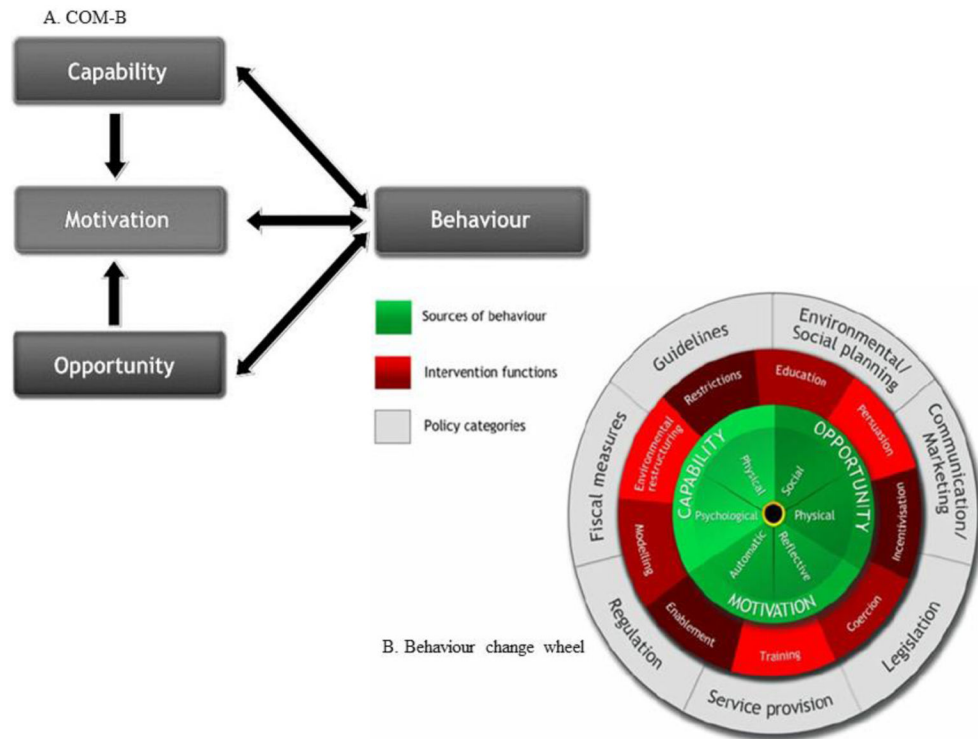 A. COM-B
Capability
Motivation
Behaviour
Opportunity
Sources of behaviour
Intervention functions
Policy categories
Guidelines
Environmental/
Social planning
Communication/
Marketing
Legislation
Service provision
Regulation
Fiscal measures
Restrictions
Education
Persuasion
Incentivisation
Coercion
Training
Enablement
Modelling
Environmental
restructuring
CAPABILITY
OPPORTUNITY
MOTIVATION
Physical
Social
Psychological
Physical
Automatic
Reflective
B. Behaviour change wheel